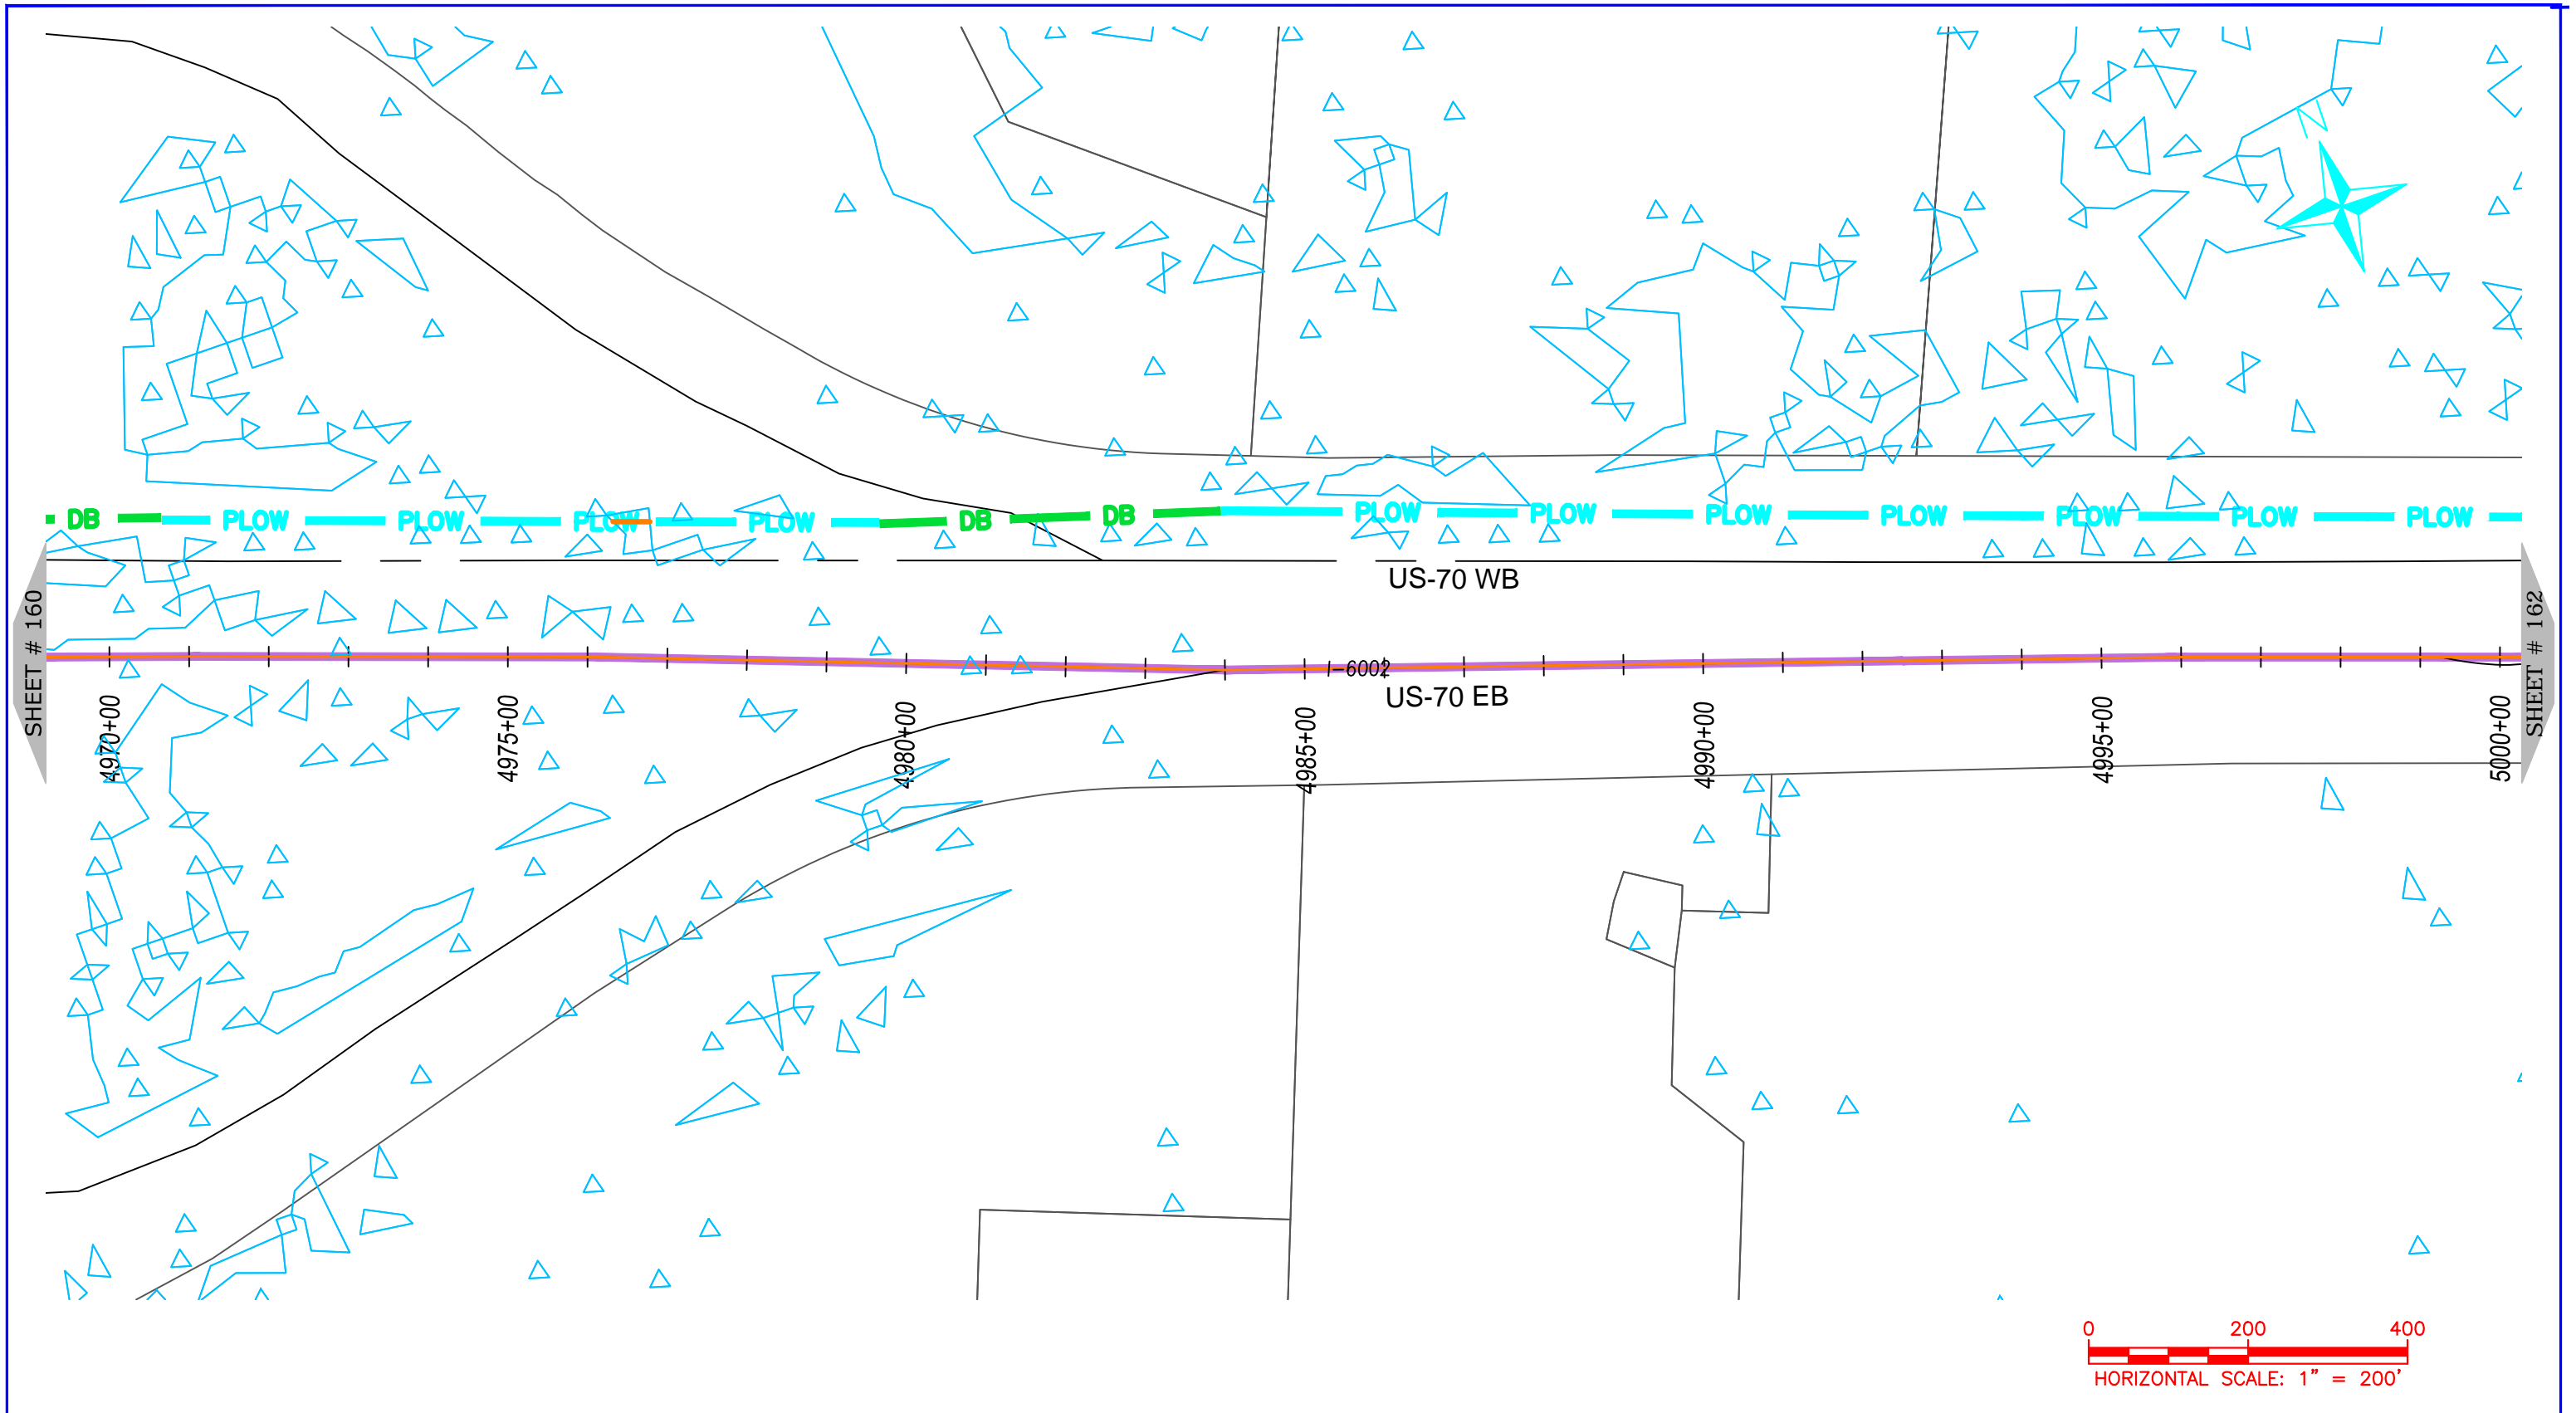 N
DB PLOW PLOW PLOW PLOW DB DB PLOW PLOW PLOW PLOW PLOW PLOW PLOW
US-70 WB
SHEET # 160
SHEET # 162
-6002
US-70 EB
4970+00 4975+00 4980+00 4985+00 4990+00 4995+00 5000+00
0 200 400
HORIZONTAL SCALE: 1" = 200'